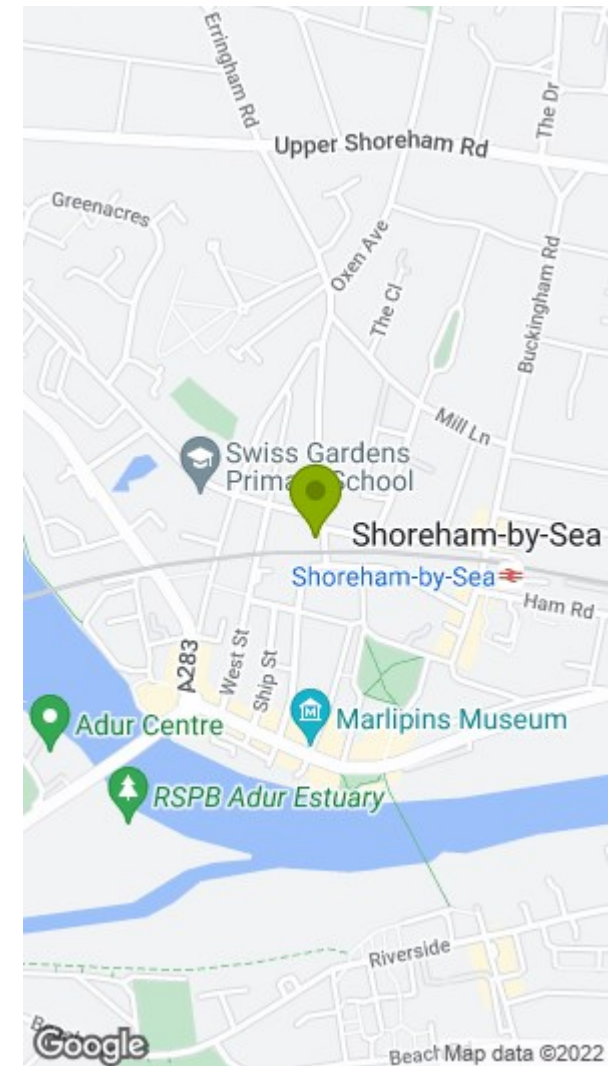 Erringham Rd
The Dr
Upper Shoreham Rd
Greenacres
Oxen Ave
The Cl
Buckingham Rd
Mill Ln
Swiss Gardens
Primary School
Shoreham-by-Sea
Shoreham-by-Sea
Ham Rd
A283
West St
Ship St
Adur Centre
Marlipins Museum
RSPB Adur Estuary
Riverside
Google
Beach
Map data ©2022